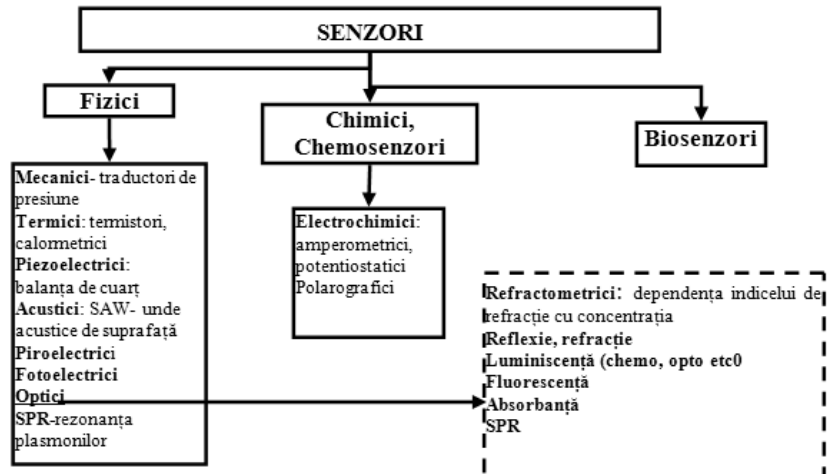 SENZORI
Fizici
Chimici,
Chemosenzori
Biosenzori
Mecanici- traductori de
presiune
Termici: termistori,
calormetrici
Piezoelectrici:
balanța de cuarț
Acustici: SAW- unde
acustice de suprafață
Piroelectrici
Fotoelectrici
Optici
SPR-rezonanța
plasmonilor
Electrochimici:
amperometrici,
potentiostatici
Polarografici
Refractometrici: dependența indicelui de
refracție cu concentrația
Reflexie, refracție
Luminiscență (chemo, opto etc0
Fluorescență
Absorbanță
SPR